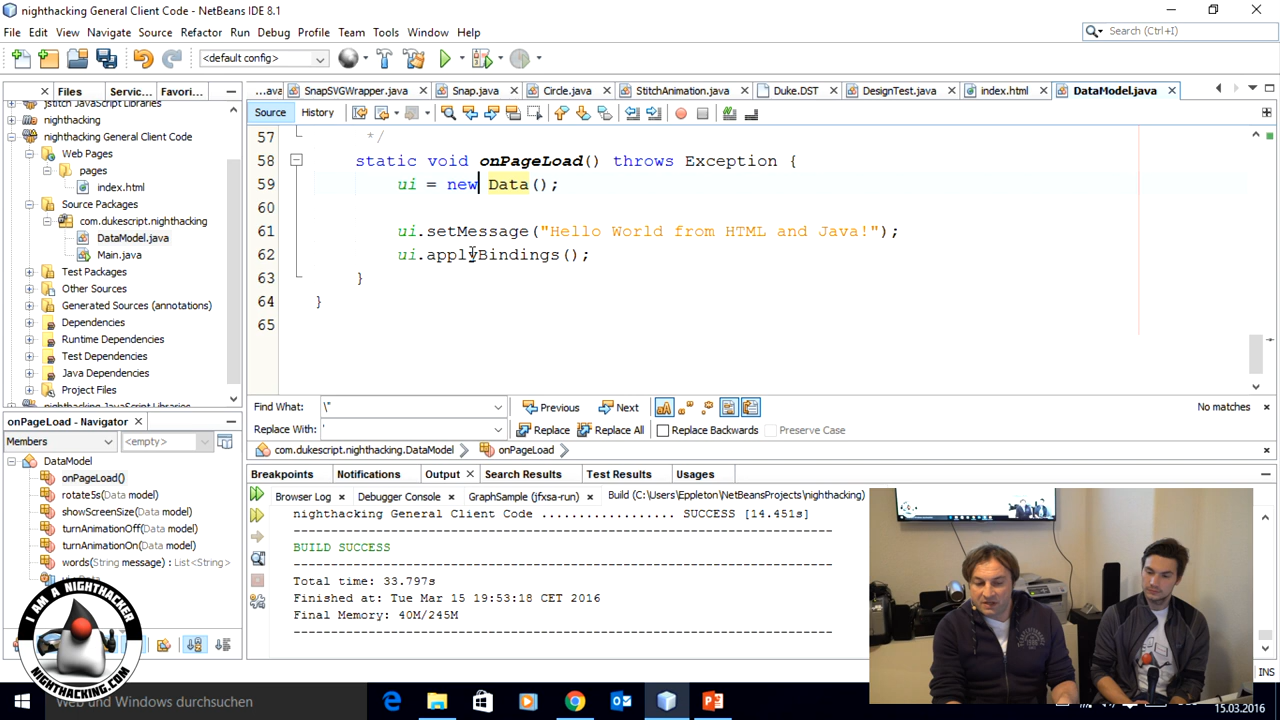 nighthacking General Client Code - NetBeans IDE 8.1
File Edit View Navigate Source Refactor Run Debug Profile Team Tools Window Help
Search (Ctrl+I)
<default config>
Files Servic... Favori...
...ava SnapSVGWrapper.java Snap.java Circle.java StitchAnimation.java Duke.DST DesignTest.java index.html DataModel.java
Source History
jstitch JavaScript Libraries
nighthacking
nighthacking General Client Code
Web Pages
pages
index.html
Source Packages
com.dukescript.nighthacking
DataModel.java
Main.java
Test Packages
Other Sources
Generated Sources (annotations)
Dependencies
Runtime Dependencies
Test Dependencies
Java Dependencies
Project Files
nighthacking JavaScript Libraries
57 */
58 static void onPageLoad() throws Exception {
59 ui = new Data();
60
61 ui.setMessage("Hello World from HTML and Java!");
62 ui.applyBindings();
63 }
64 }
65
Find What: \" Previous Next No matches
Replace With: ' Replace Replace All Replace Backwards Preserve Case
com.dukescript.nighthacking.DataModel onPageLoad
onPageLoad - Navigator
Members <empty>
DataModel
onPageLoad()
rotate5s(Data model)
showScreenSize(Data model)
turnAnimationOff(Data model)
turnAnimationOn(Data model)
words(String message) : List<String>
Breakpoints Notifications Output Search Results Test Results Usages
Browser Log Debugger Console GraphSample (jfxsa-run) Build (C:\Users\Eppleton\NetBeansProjects\nighthacking)
nighthacking General Client Code .................. SUCCESS [14.451s]
------------------------------------------------------------------------
BUILD SUCCESS
------------------------------------------------------------------------
Total time: 33.797s
Finished at: Tue Mar 15 19:53:18 CET 2016
Final Memory: 40M/245M
------------------------------------------------------------------------
I AM A NIGHTHACKER
NIGHTHACKING.COM
INS
Web und Windows durchsuchen
15.03.2016